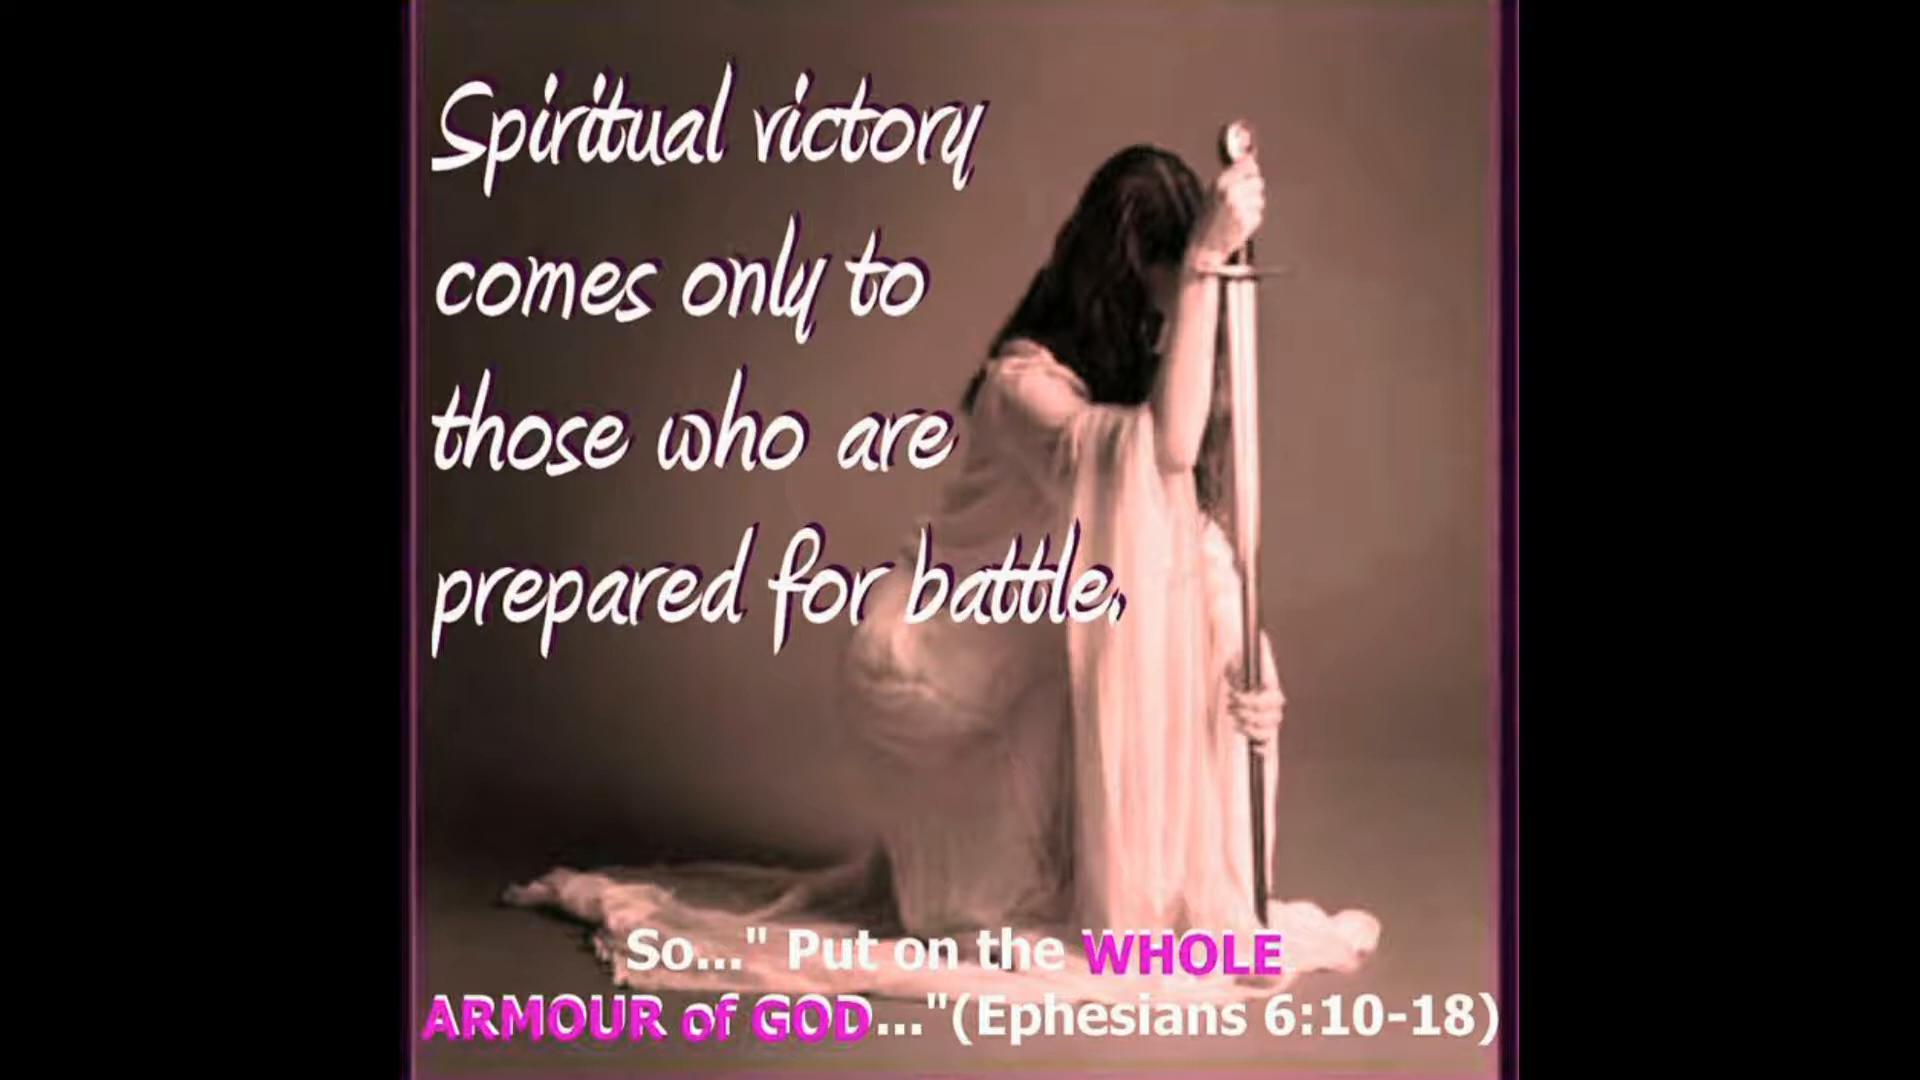 Spiritual victory
comes only to
those who are
prepared for battle.
So..." Put on the WHOLE
ARMOUR of GOD..."(Ephesians 6:10-18)